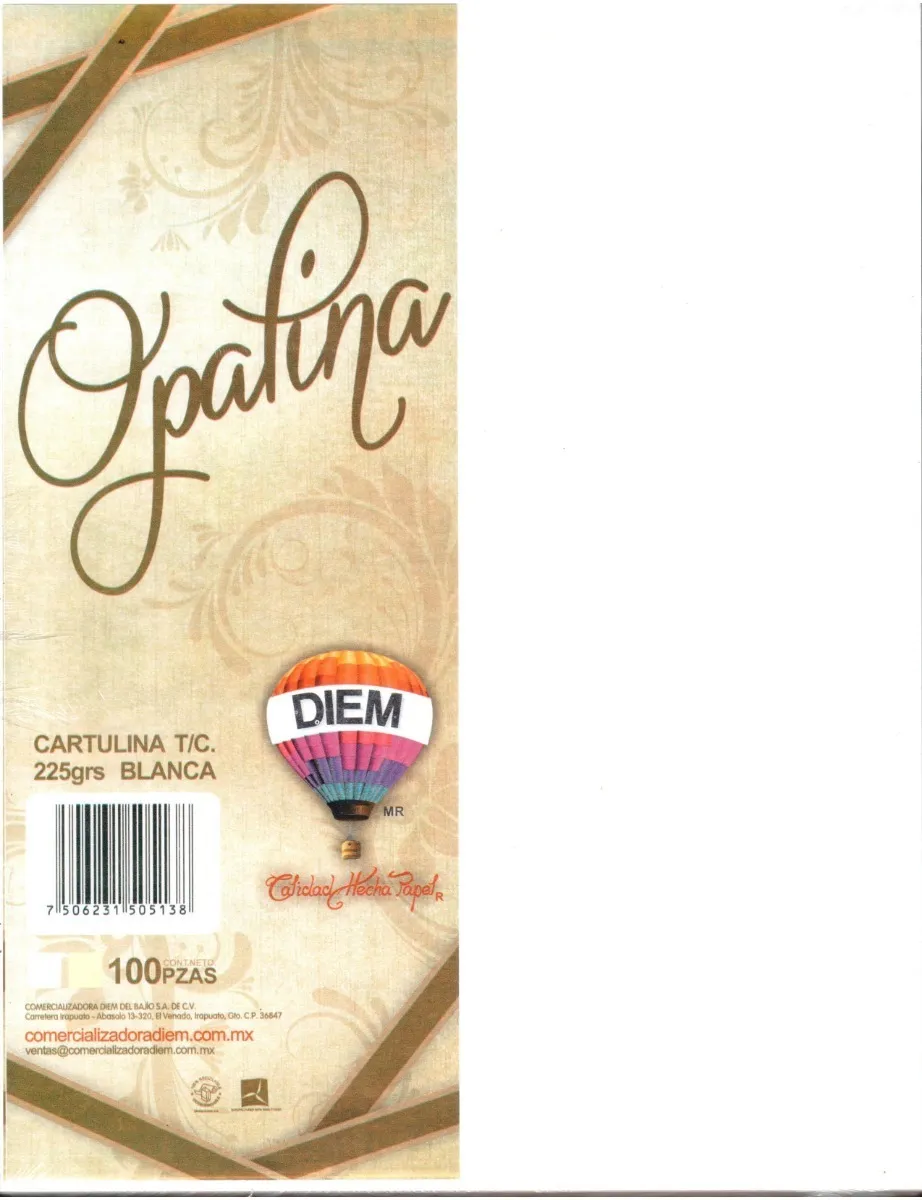 Opalina
DIEM
MR
CARTULINA T/C.
225grs BLANCA
Calidad Hecha Papel R
7 506231 505138
CONT.NETO
100PZAS
COMERCIALIZADORA DIEM DEL BAJIO S.A. DE C.V
Carretera Irapuato - Abasolo 13-320, El Venado, Irapuato, Gto. C.P. 36847
comercializadoradiem.com.mx
ventas@comercializadoradiem.com.mx